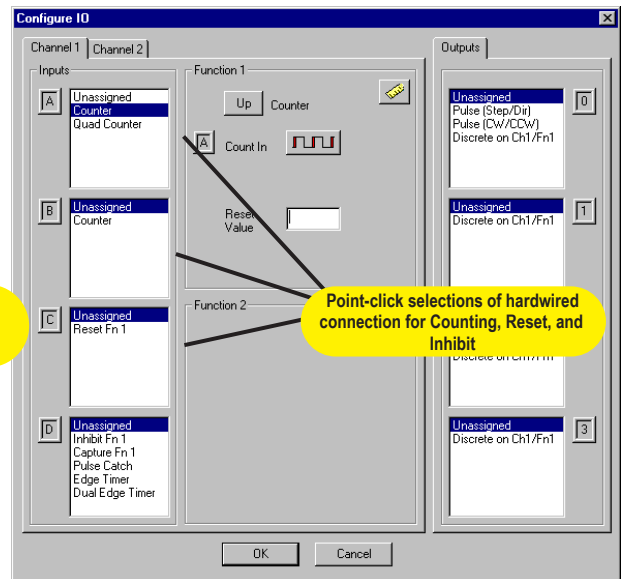 Configure IO
Channel 1
Channel 2
Outputs
Inputs
A
Unassigned
Counter
Quad Counter
B
Unassigned
Counter
C
Unassigned
Reset Fn 1
D
Unassigned
Inhibit Fn 1
Capture Fn 1
Pulse Catch
Edge Timer
Dual Edge Timer
Function 1
Up
Counter
A
Count In
Reset
Value
Function 2
Point-click selections of hardwired
connection for Counting, Reset, and
Inhibit
Unassigned
Pulse (Step/Dir)
Pulse (CW/CCW)
Discrete on Ch1/Fn1
0
Unassigned
Discrete on Ch1/Fn1
1
Discrete on Ch1/Fn1
Unassigned
Discrete on Ch1/Fn1
3
OK
Cancel